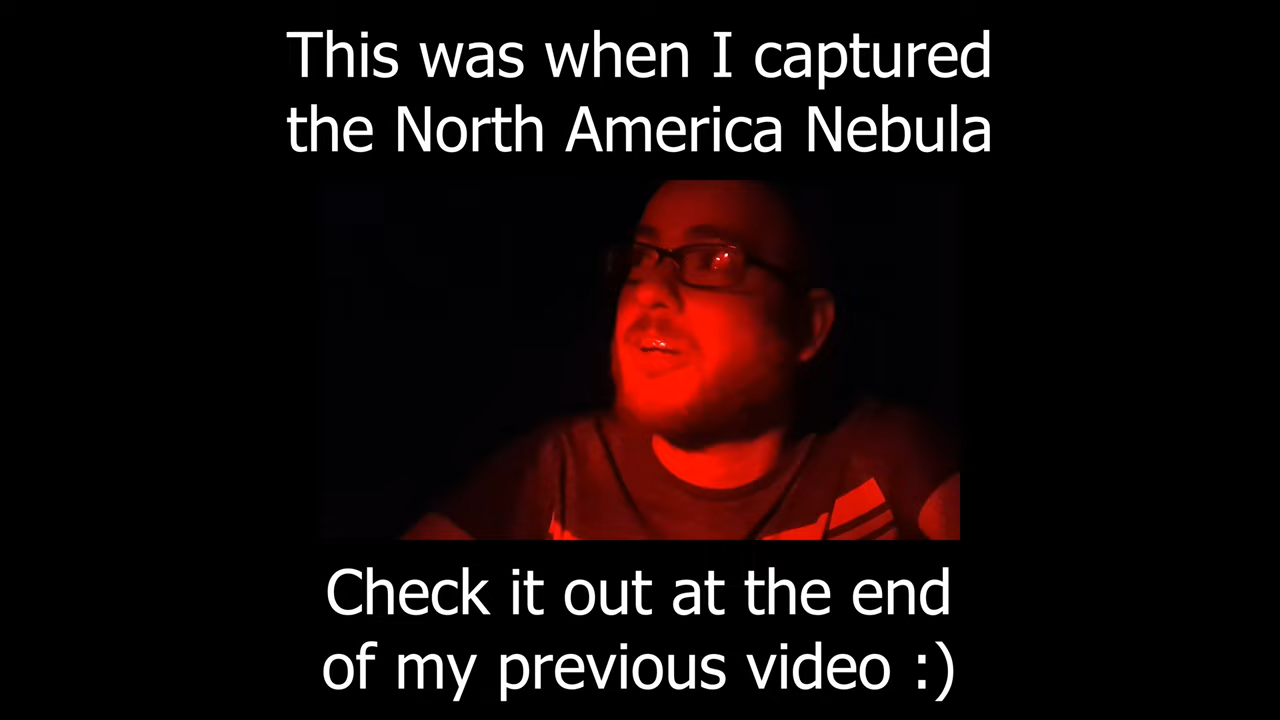 This was when I captured
the North America Nebula
Check it out at the end
of my previous video :)